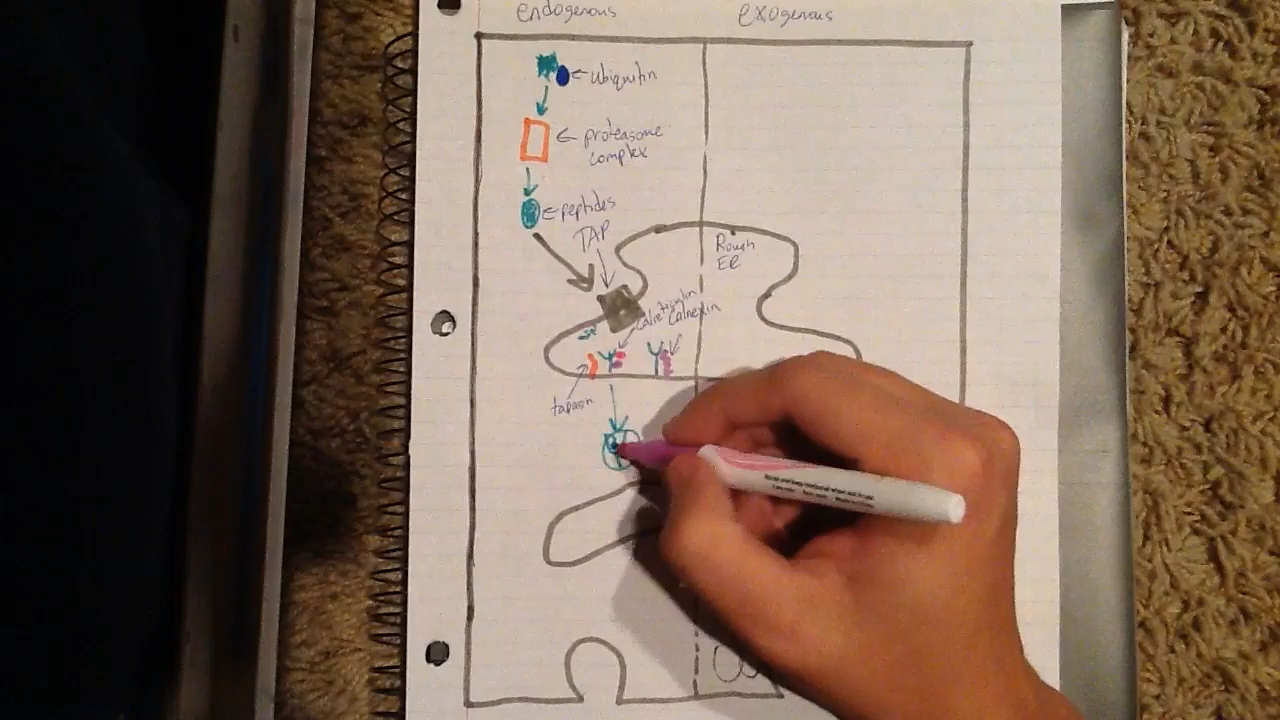 endogenous
exogenous
ubiquitin
proteasome
complex
peptides
TAP
Rough
ER
calreticulin
Calnexin
tapasin